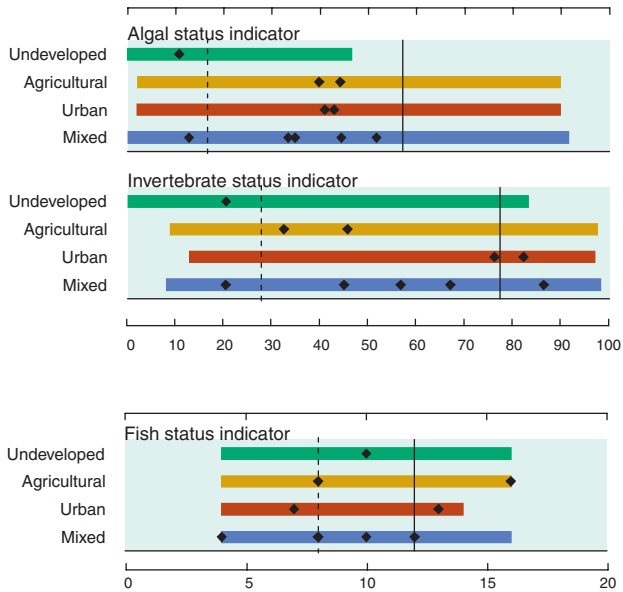 Algal status indicator
Undeveloped
Agricultural
Urban
Mixed
Invertebrate status indicator
Undeveloped
Agricultural
Urban
Mixed
0 10 20 30 40 50 60 70 80 90 100
Fish status indicator
Undeveloped
Agricultural
Urban
Mixed
0 5 10 15 20